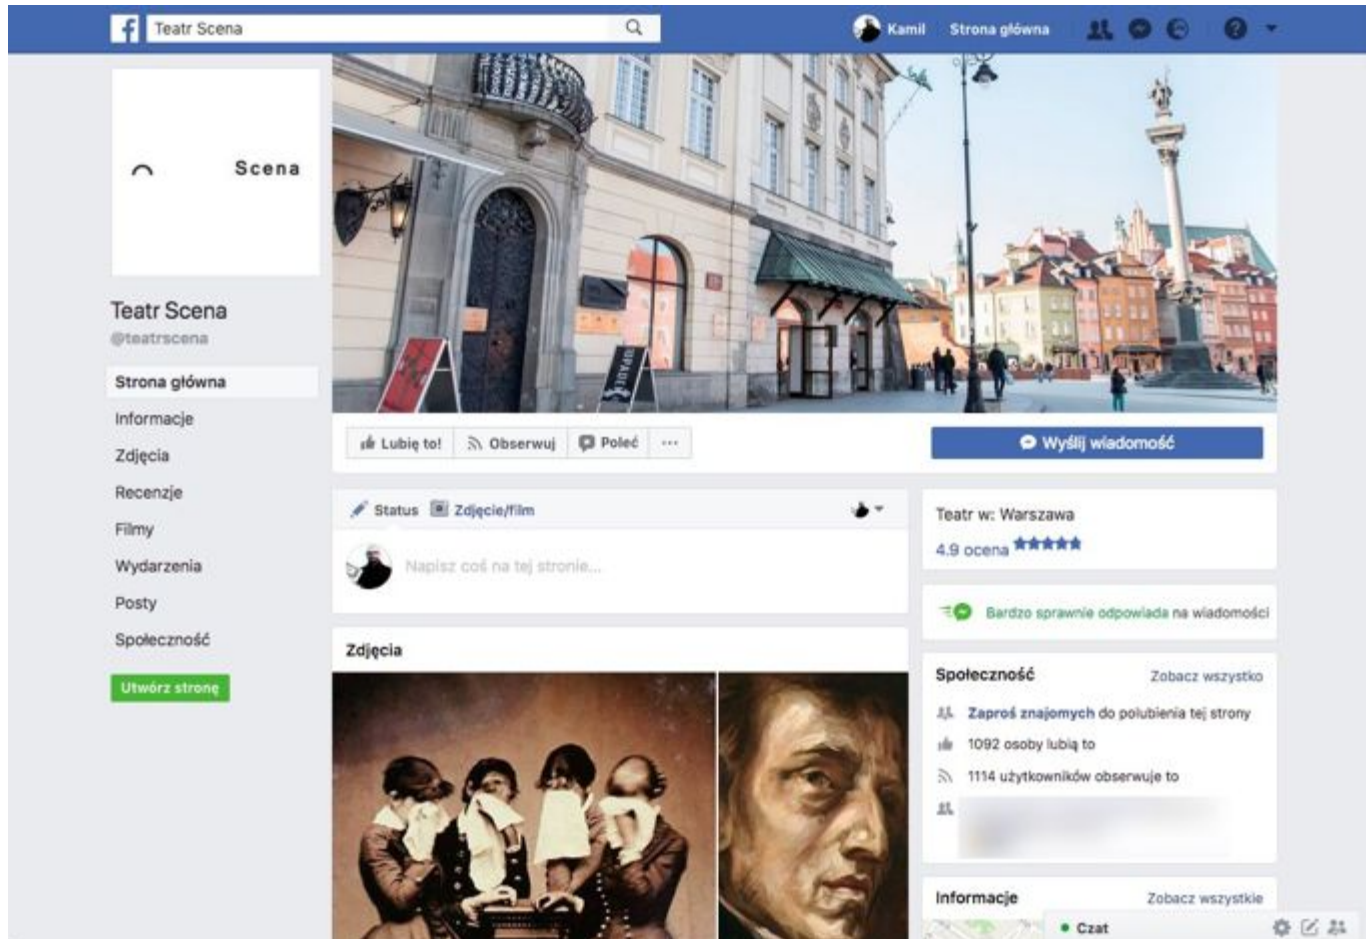 Teatr Scena
Kamil
Strona główna
Scena
Teatr Scena
@teatrscena
Strona główna
Informacje
Zdjęcia
Recenzje
Filmy
Wydarzenia
Posty
Społeczność
Utwórz stronę
Lubię to!
Obserwuj
Poleć
Wyślij wiadomość
Status
Zdjęcie/film
Napisz coś na tej stronie...
Zdjęcia
Teatr w: Warszawa
4.9 ocena
Bardzo sprawnie odpowiada na wiadomości
Społeczność
Zobacz wszystko
Zaproś znajomych do polubienia tej strony
1092 osoby lubią to
1114 użytkowników obserwuje to
Informacje
Zobacz wszystkie
Czat